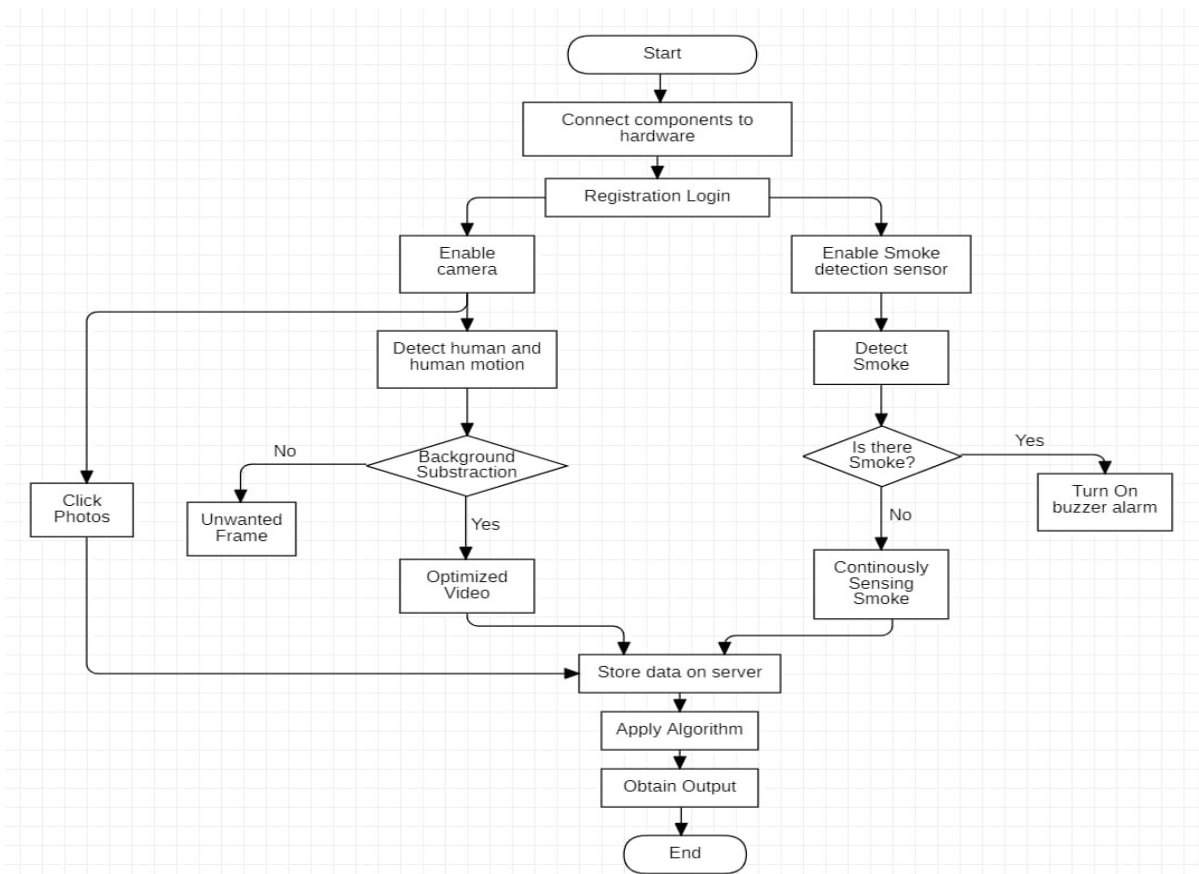 Start
Connect components to
hardware
Registration Login
Enable
camera
Enable Smoke
detection sensor
Detect human and
human motion
Detect
Smoke
Background
Substraction
No
Yes
Is there
Smoke?
Yes
No
Click
Photos
Unwanted
Frame
Turn On
buzzer alarm
Optimized
Video
Continously
Sensing
Smoke
Store data on server
Apply Algorithm
Obtain Output
End